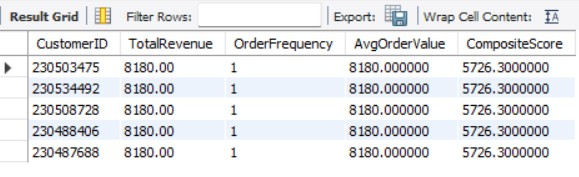 Result Grid Filter Rows: Export: Wrap Cell Content: IA
CustomerID TotalRevenue OrderFrequency AvgOrderValue CompositeScore
230503475 8180.00 1 8180.000000 5726.3000000
230534492 8180.00 1 8180.000000 5726.3000000
230508728 8180.00 1 8180.000000 5726.3000000
230488406 8180.00 1 8180.000000 5726.3000000
230487688 8180.00 1 8180.000000 5726.3000000